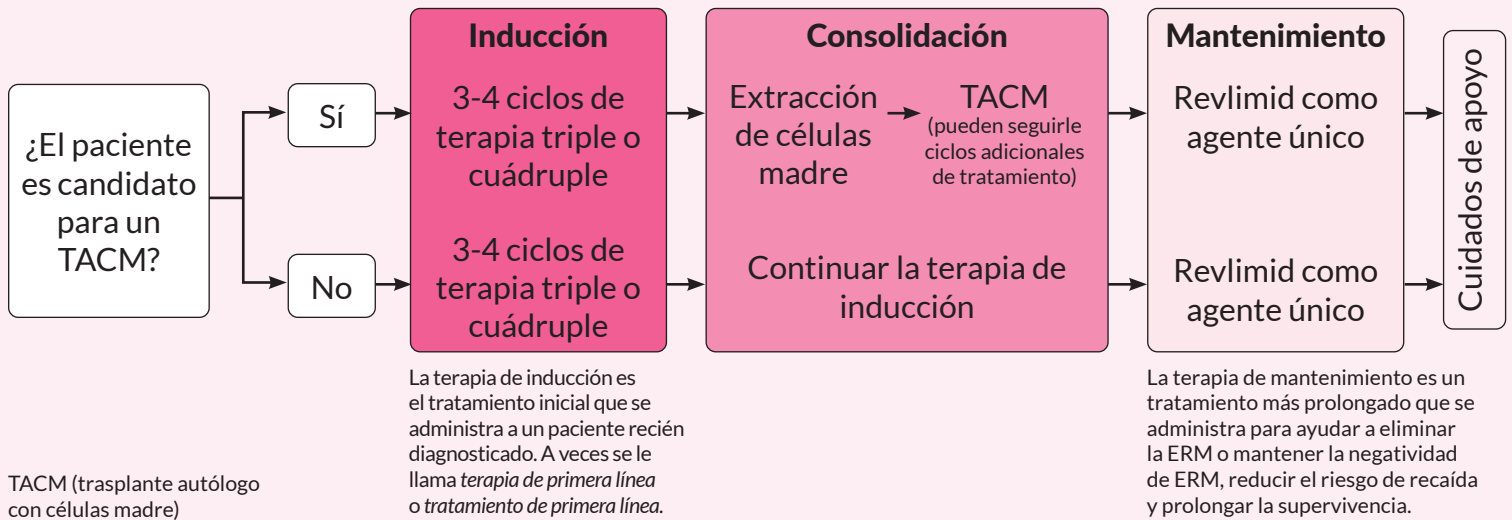 ¿El paciente
es candidato
para un
TACM?
Sí
No
Inducción
3-4 ciclos de
terapia triple o
cuádruple
3-4 ciclos de
terapia triple o
cuádruple
La terapia de inducción es
el tratamiento inicial que se
administra a un paciente recién
diagnosticado. A veces se le
llama terapia de primera línea
o tratamiento de primera línea.
Consolidación
Extracción
de células
madre
TACM
(pueden seguirle
ciclos adicionales
de tratamiento)
Continuar la terapia de
inducción
Mantenimiento
Revlimid como
agente único
Revlimid como
agente único
La terapia de mantenimiento es un
tratamiento más prolongado que se
administra para ayudar a eliminar
la ERM o mantener la negatividad
de ERM, reducir el riesgo de recaída
y prolongar la supervivencia.
Cuidados de apoyo
TACM (trasplante autólogo
con células madre)